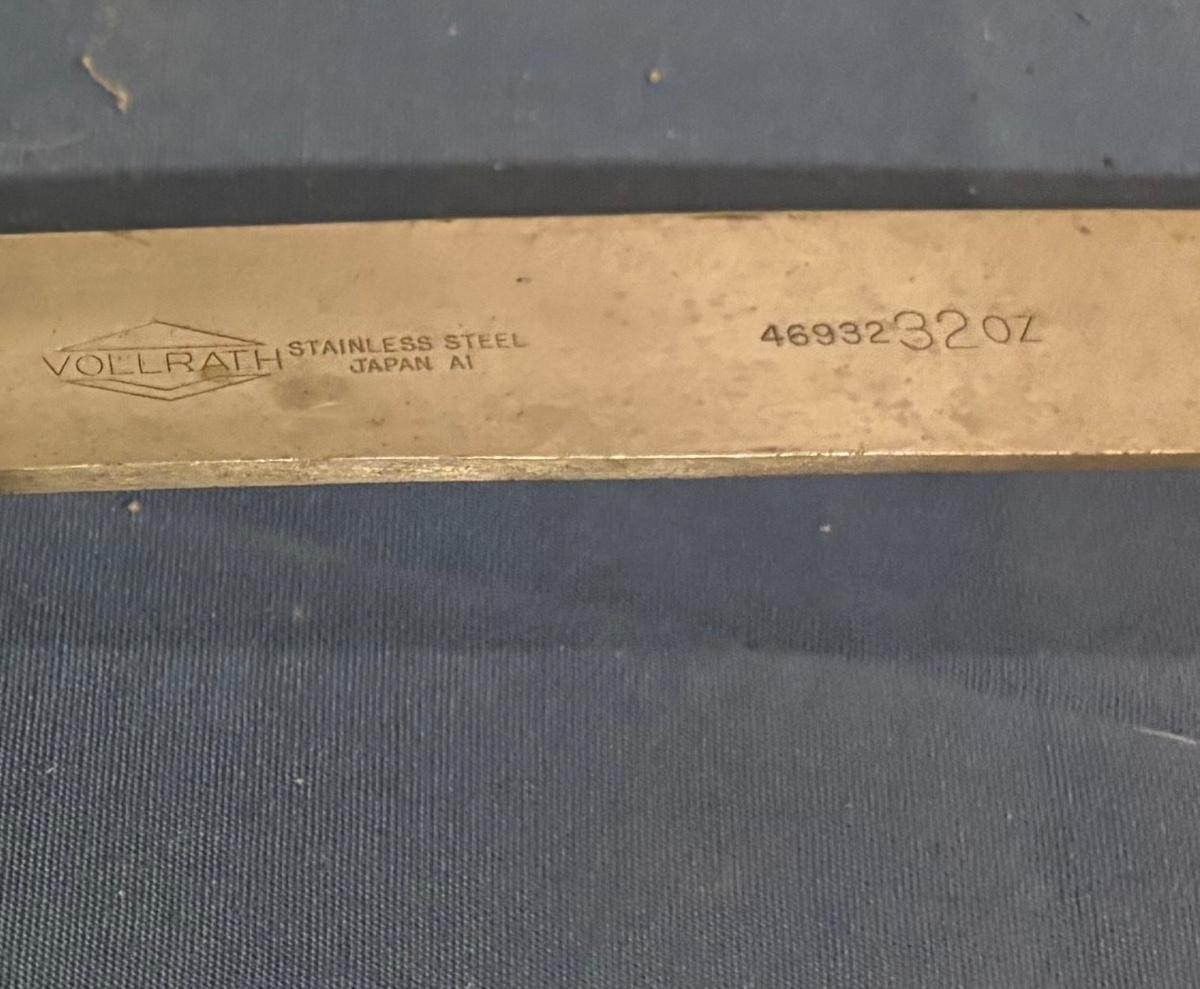 VOLLRATH STAINLESS STEEL
JAPAN A1
46932 32 OZ